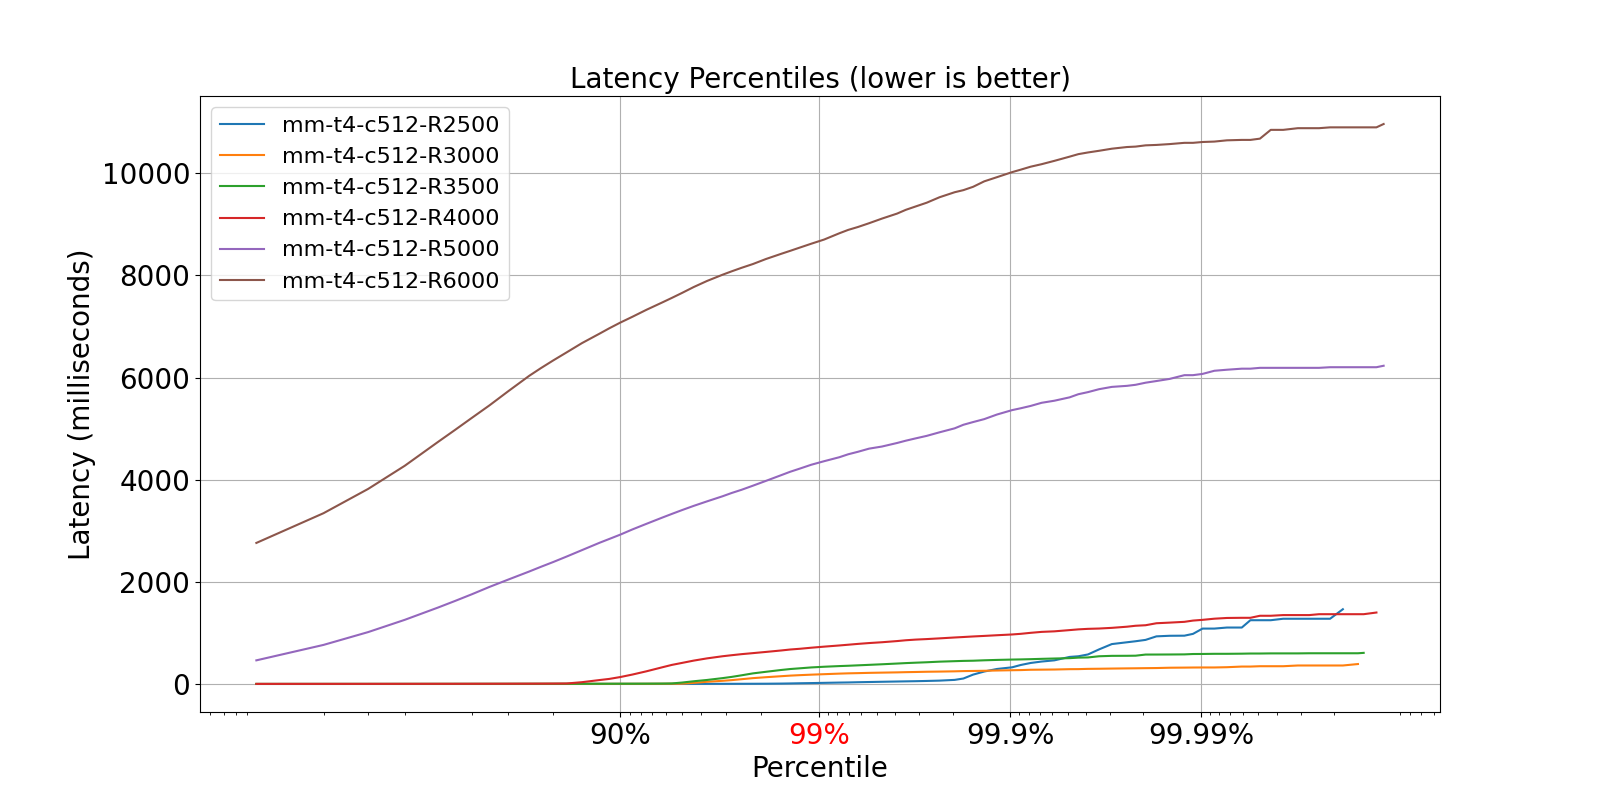 Latency Percentiles (lower is better)
mm-t4-c512-R2500
mm-t4-c512-R3000
mm-t4-c512-R3500
mm-t4-c512-R4000
mm-t4-c512-R5000
mm-t4-c512-R6000
10000
8000
6000
4000
2000
0
Latency (milliseconds)
90% 99% 99.9% 99.99%
Percentile